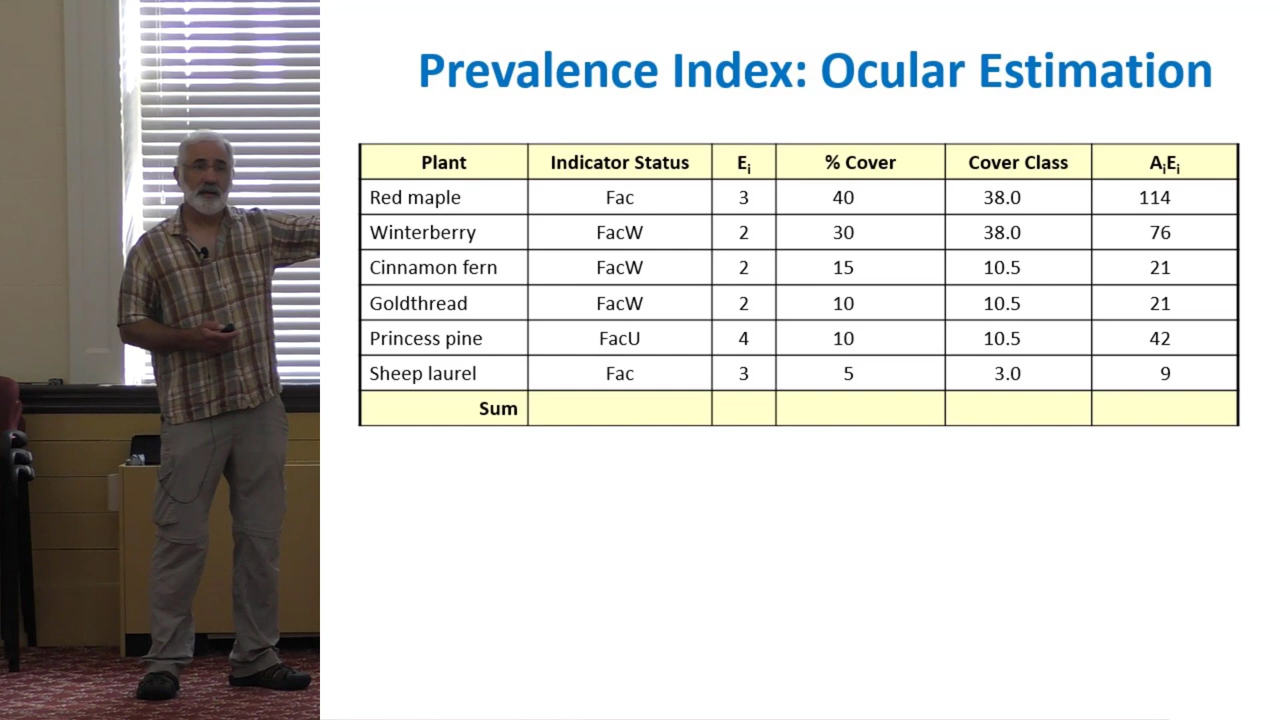 Prevalence Index: Ocular Estimation
Plant Indicator Status Ei % Cover Cover Class AiEi
Red maple Fac 3 40 38.0 114
Winterberry FacW 2 30 38.0 76
Cinnamon fern FacW 2 15 10.5 21
Goldthread FacW 2 10 10.5 21
Princess pine FacU 4 10 10.5 42
Sheep laurel Fac 3 5 3.0 9
Sum